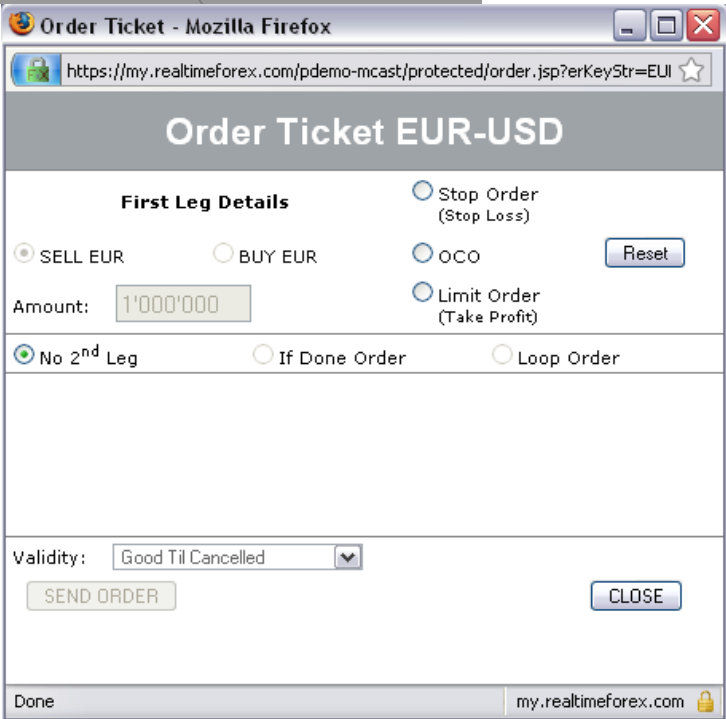 Order Ticket - Mozilla Firefox
https://my.realtimeforex.com/pdemo-mcast/protected/order.jsp?erKeyStr=EUI
Order Ticket EUR-USD
First Leg Details
Stop Order
(Stop Loss)
SELL EUR BUY EUR OCO Reset
Amount: 1'000'000 Limit Order
(Take Profit)
No 2nd Leg If Done Order Loop Order
Validity: Good Til Cancelled
SEND ORDER CLOSE
Done my.realtimeforex.com